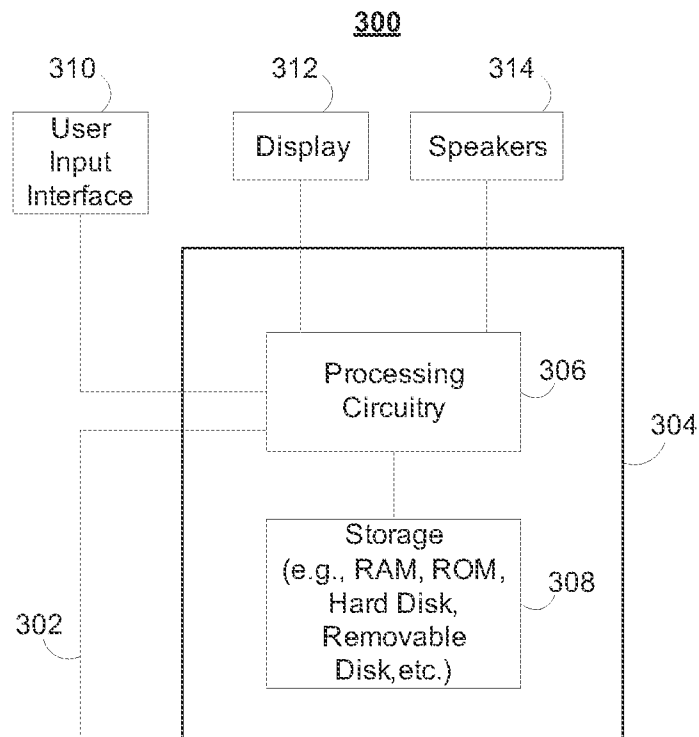 300
310
312
314
User
Input
Interface
Display
Speakers
Processing
Circuitry
306
304
Storage
(e.g., RAM, ROM,
Hard Disk,
Removable
Disk,etc.)
308
302